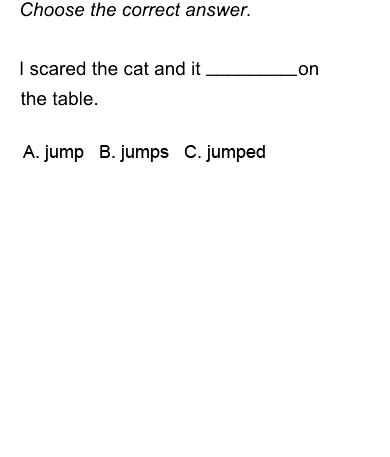 Choose the correct answer.
I scared the cat and it _________on
the table.
A. jump B. jumps C. jumped